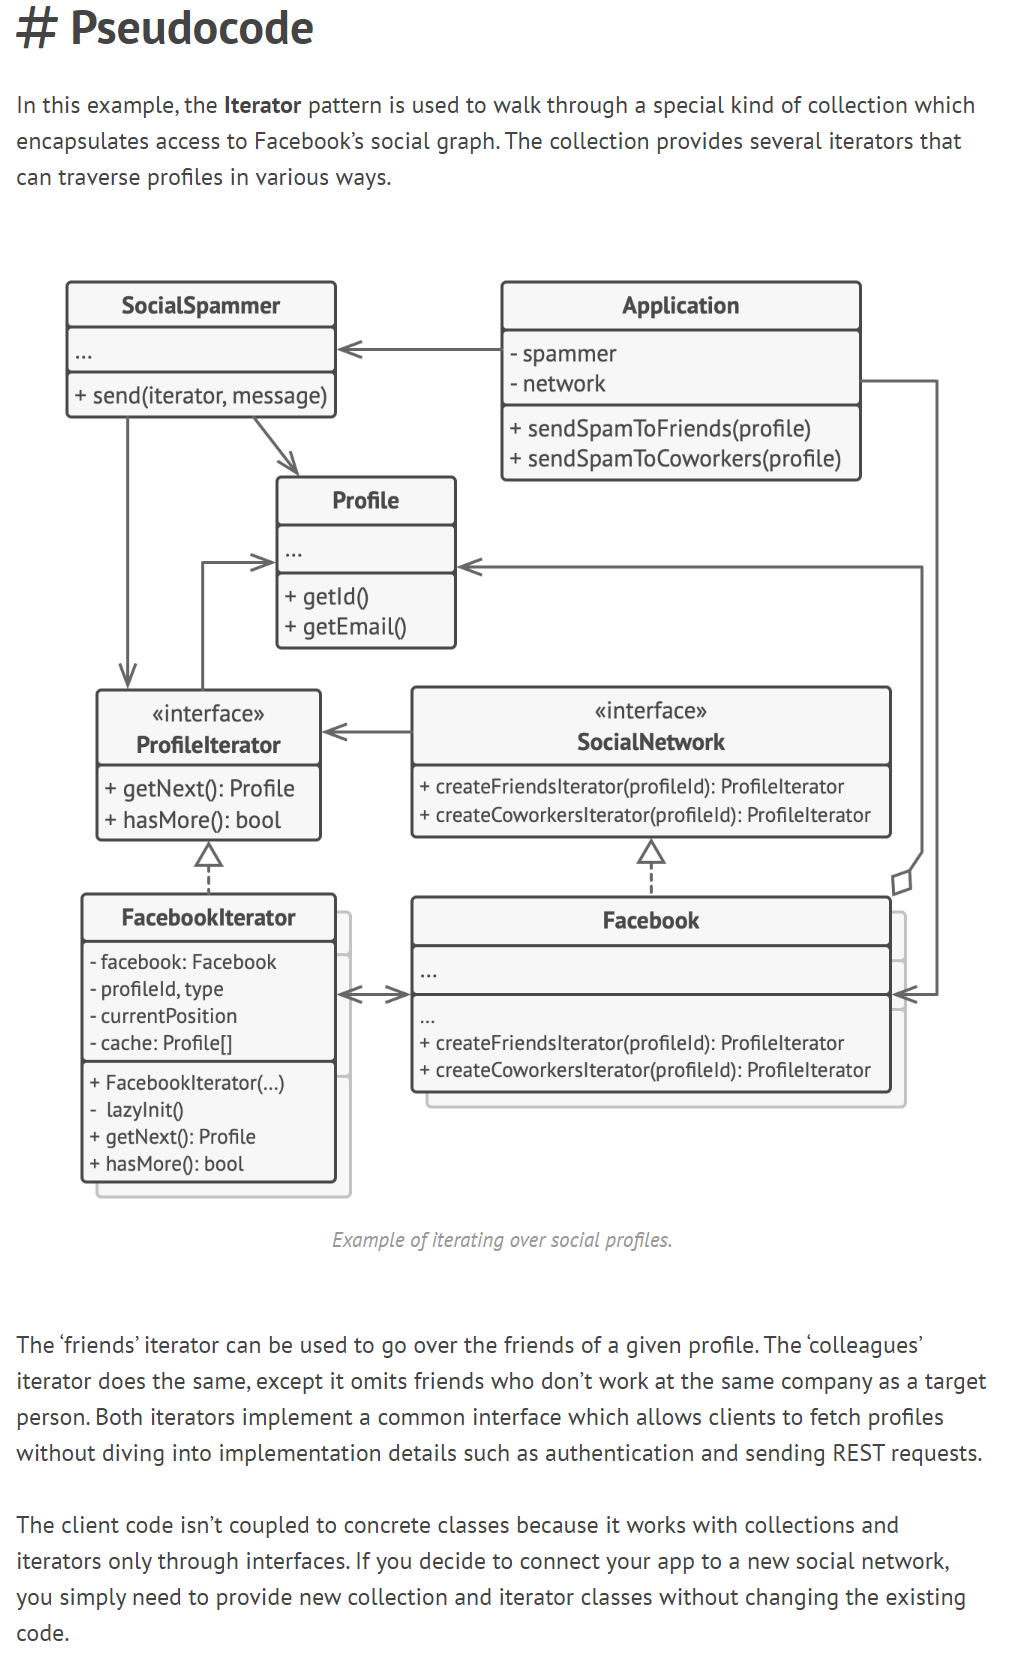 # Pseudocode
In this example, the Iterator pattern is used to walk through a special kind of collection which
encapsulates access to Facebook’s social graph. The collection provides several iterators that
can traverse profiles in various ways.
SocialSpammer
...
+ send(iterator, message)
Application
- spammer
- network
+ sendSpamToFriends(profile)
+ sendSpamToCoworkers(profile)
Profile
...
+ getId()
+ getEmail()
«interface»
ProfileIterator
+ getNext(): Profile
+ hasMore(): bool
«interface»
SocialNetwork
+ createFriendsIterator(profileId): ProfileIterator
+ createCoworkersIterator(profileId): ProfileIterator
FacebookIterator
- facebook: Facebook
- profileId, type
- currentPosition
- cache: Profile[]
+ FacebookIterator(...)
- lazyInit()
+ getNext(): Profile
+ hasMore(): bool
Facebook
...
...
+ createFriendsIterator(profileId): ProfileIterator
+ createCoworkersIterator(profileId): ProfileIterator
Example of iterating over social profiles.
The ‘friends’ iterator can be used to go over the friends of a given profile. The ‘colleagues’
iterator does the same, except it omits friends who don’t work at the same company as a target
person. Both iterators implement a common interface which allows clients to fetch profiles
without diving into implementation details such as authentication and sending REST requests.
The client code isn’t coupled to concrete classes because it works with collections and
iterators only through interfaces. If you decide to connect your app to a new social network,
you simply need to provide new collection and iterator classes without changing the existing
code.